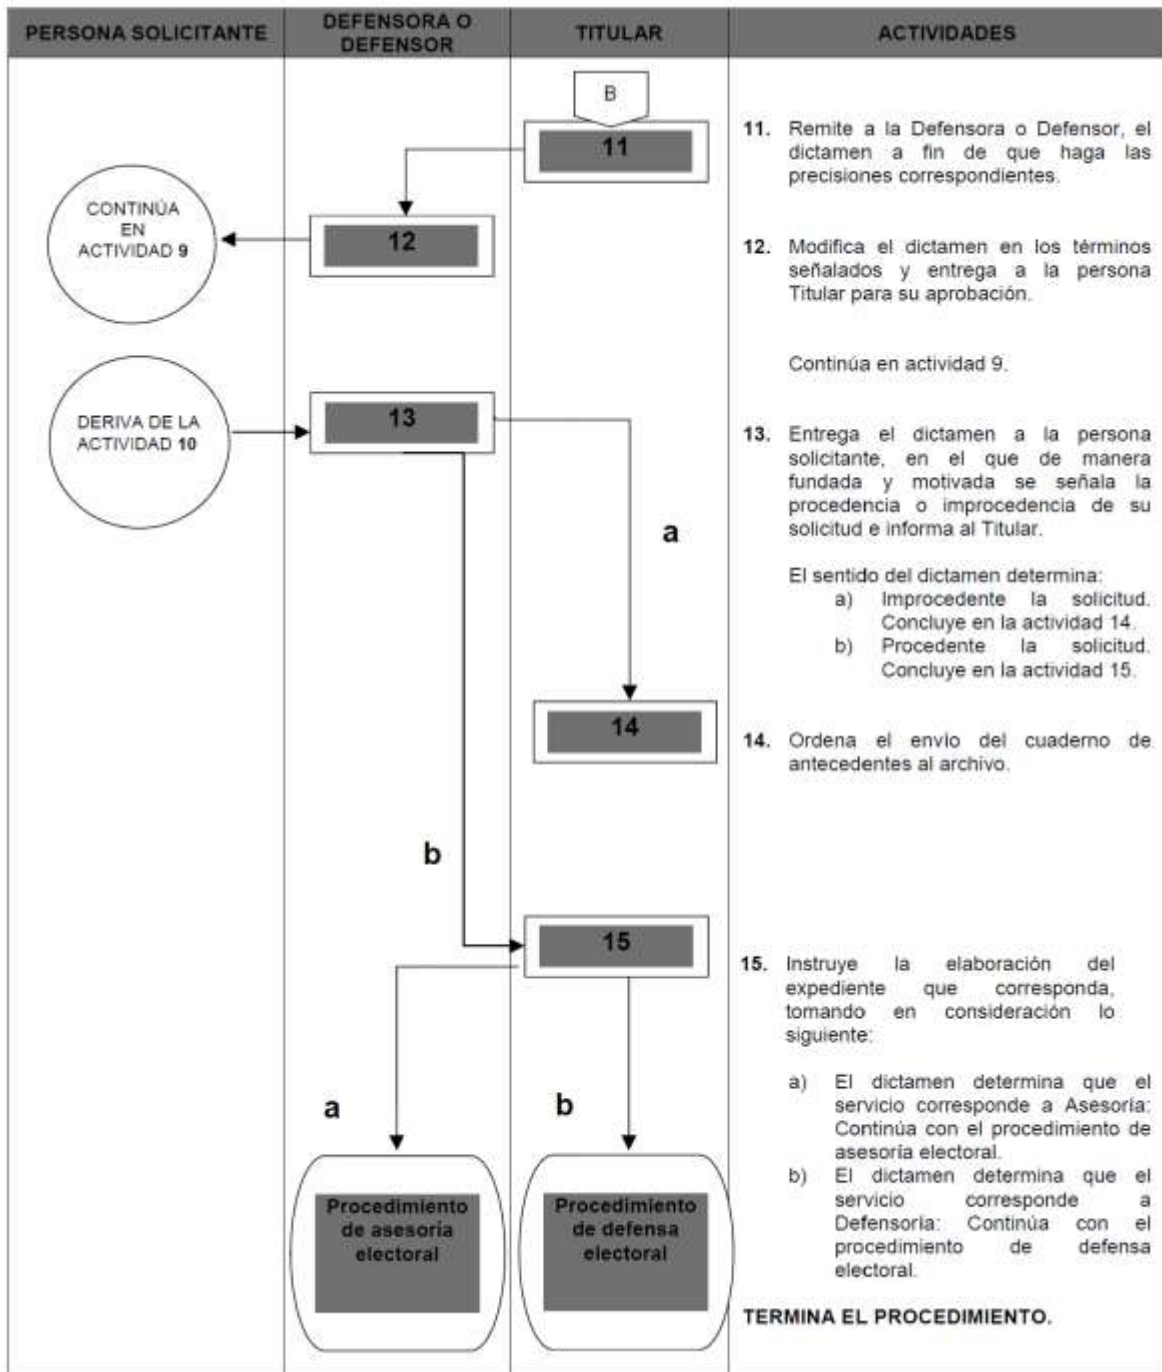 PERSONA SOLICITANTE
DEFENSORA O
DEFENSOR
TITULAR
ACTIVIDADES
B
11
12
CONTINÚA
EN
ACTIVIDAD 9
DERIVA DE LA
ACTIVIDAD 10
13
a
14
b
15
a
b
Procedimiento
de asesoría
electoral
Procedimiento
de defensa
electoral
11. Remite a la Defensora o Defensor, el
dictamen a fin de que haga las
precisiones correspondientes.
12. Modifica el dictamen en los términos
señalados y entrega a la persona
Titular para su aprobación.
Continúa en actividad 9.
13. Entrega el dictamen a la persona
solicitante, en el que de manera
fundada y motivada se señala la
procedencia o improcedencia de su
solicitud e informa al Titular.
El sentido del dictamen determina:
a) Improcedente la solicitud.
Concluye en la actividad 14.
b) Procedente la solicitud.
Concluye en la actividad 15.
14. Ordena el envío del cuaderno de
antecedentes al archivo.
15. Instruye la elaboración del
expediente que corresponda,
tomando en consideración lo
siguiente:
a) El dictamen determina que el
servicio corresponde a Asesoría:
Continúa con el procedimiento de
asesoría electoral.
b) El dictamen determina que el
servicio corresponde a
Defensoría: Continúa con el
procedimiento de defensa
electoral.
TERMINA EL PROCEDIMIENTO.